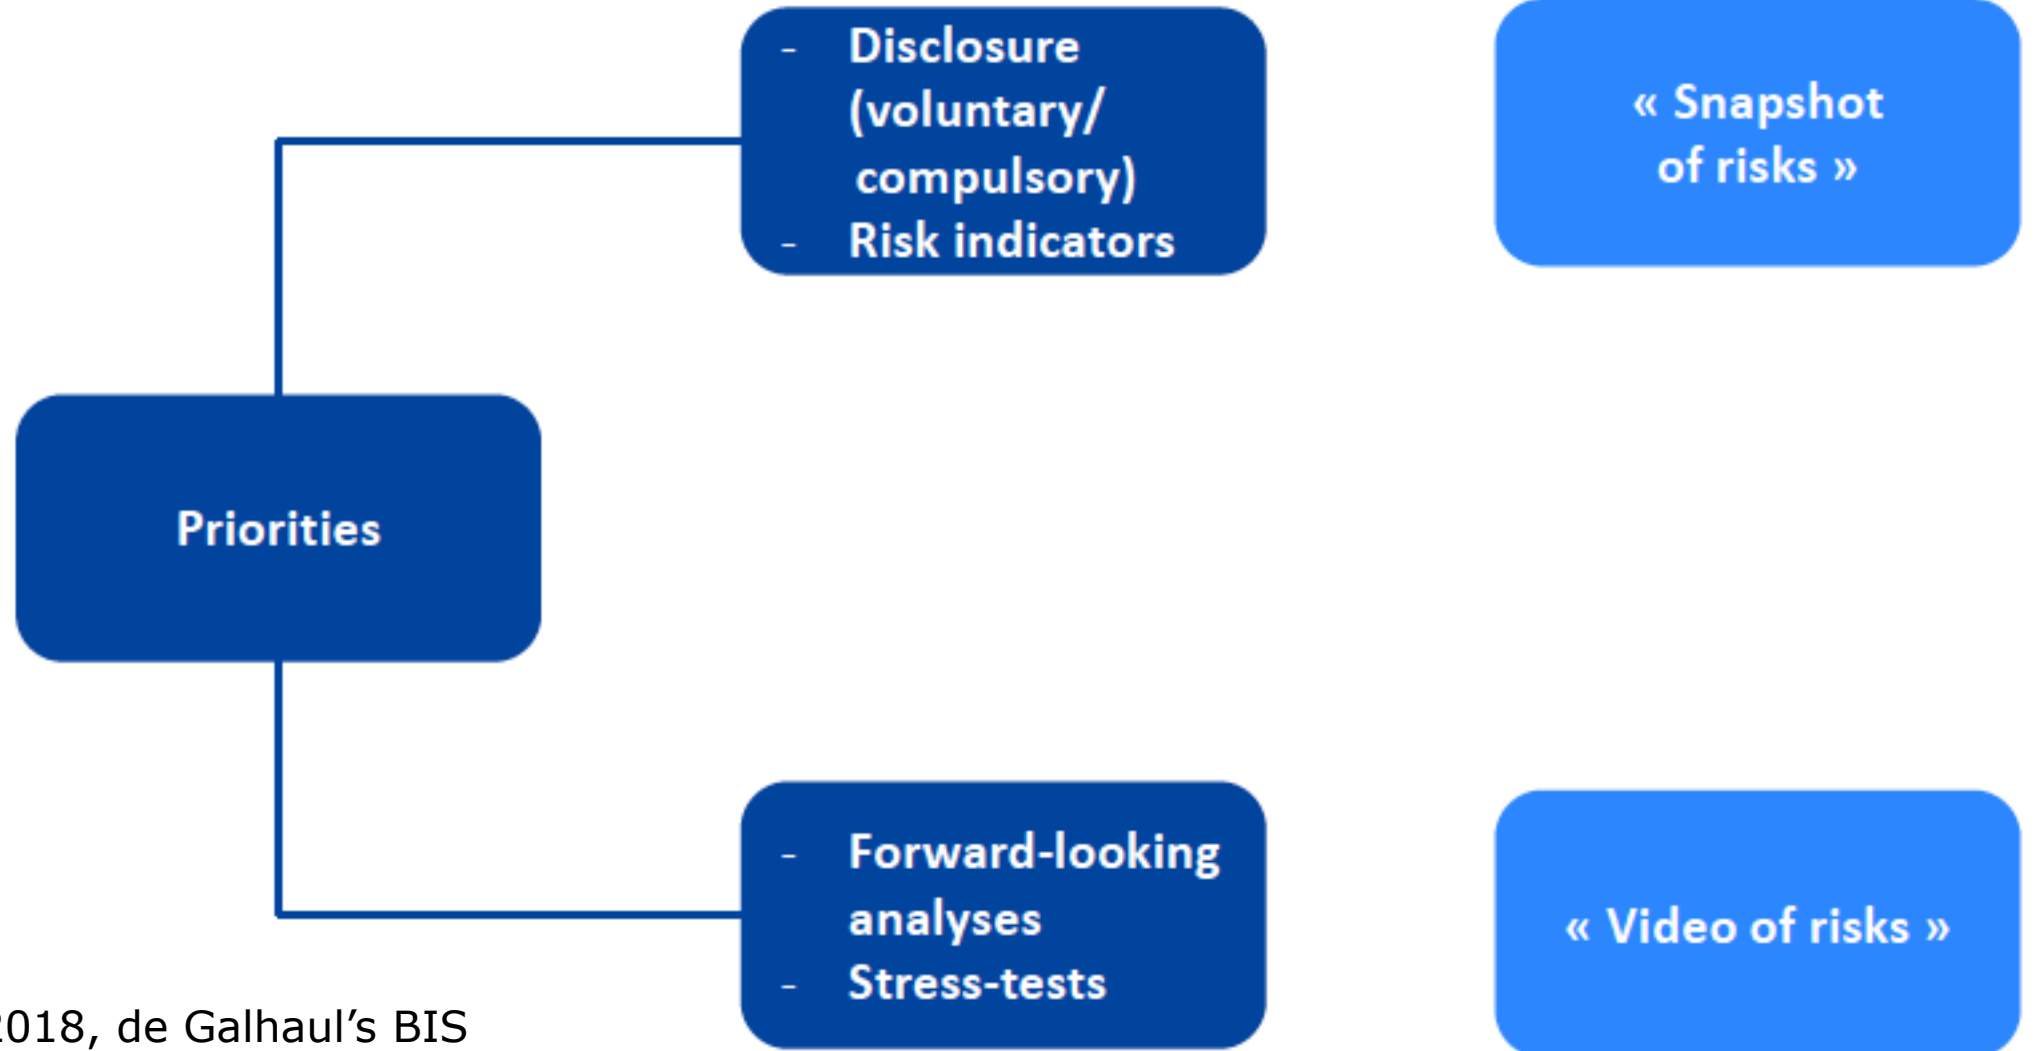 - Disclosure
(voluntary/
compulsory)
- Risk indicators
« Snapshot
of risks »
Priorities
- Forward-looking
analyses
- Stress-tests
« Video of risks »
2018, de Galhaul’s BIS